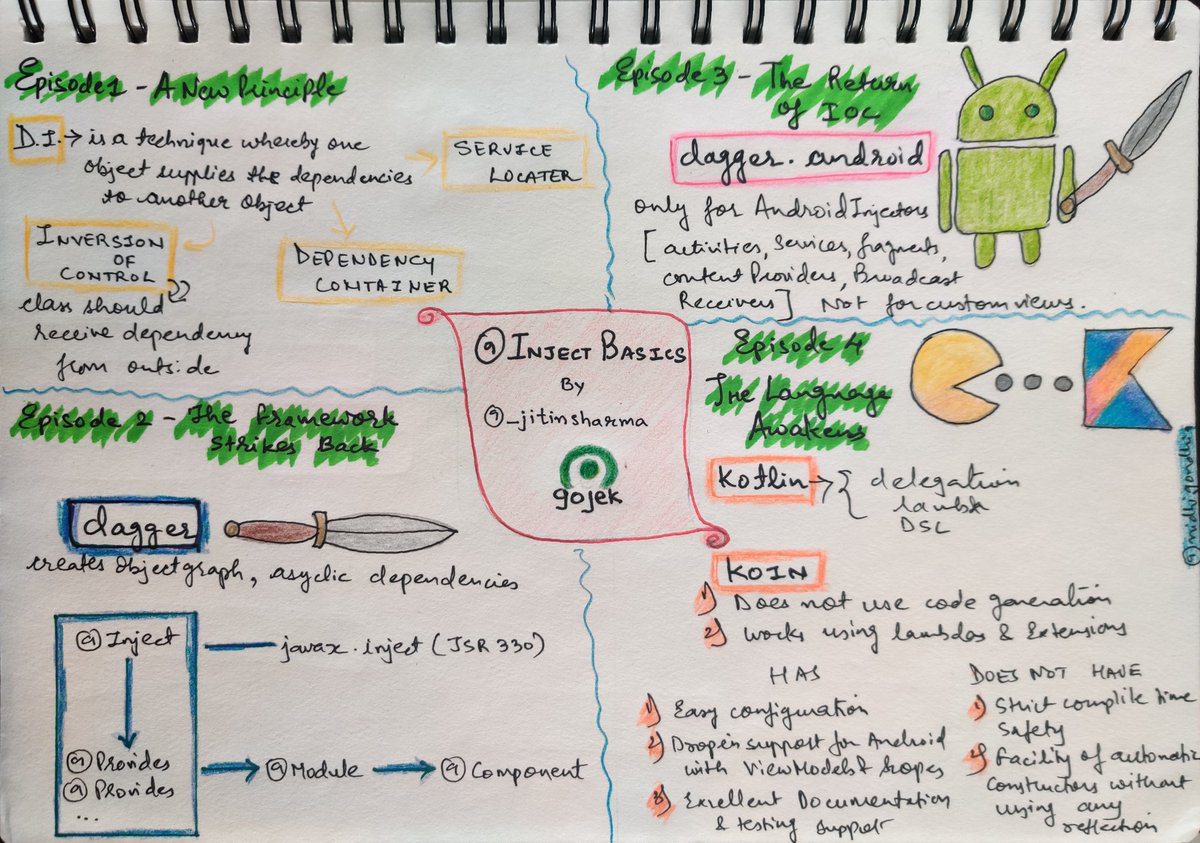 Episode 1 - A New Principle
D.I. → is a technique whereby one
object supplies the dependencies
to another object
SERVICE
LOCATER
INVERSION
OF
CONTROL
DEPENDENCY
CONTAINER
class should
receive dependency
from outside
Episode 2 - The Framework
Strikes Back
dagger
creates object graph, asyclic dependencies
@Inject
javax.inject (JSR 330)
@Provides
@Provides
...
@Module
@Component
@INJECT BASICS
By
@_jitinsharma
gojek
Episode 3 - The Return
of IOC
dagger.android
only for Android Injectors
[activities, services, fragments,
content Providers, Broadcast
Receivers] Not for custom views.
Episode 4
The Language
Awakens
Kotlin → { delegation
lambda
DSL
KOIN
1) Does not use code generation
2) works using lambdas & Extensions
HAS
1) Easy configuration
2) Dropin support for Android
with ViewModels & scopes
3) Excellent Documentation
& testing support
DOES NOT HAVE
1) Strict complike time
safety
2) Facility of automatic
constructors without
using any
reflection